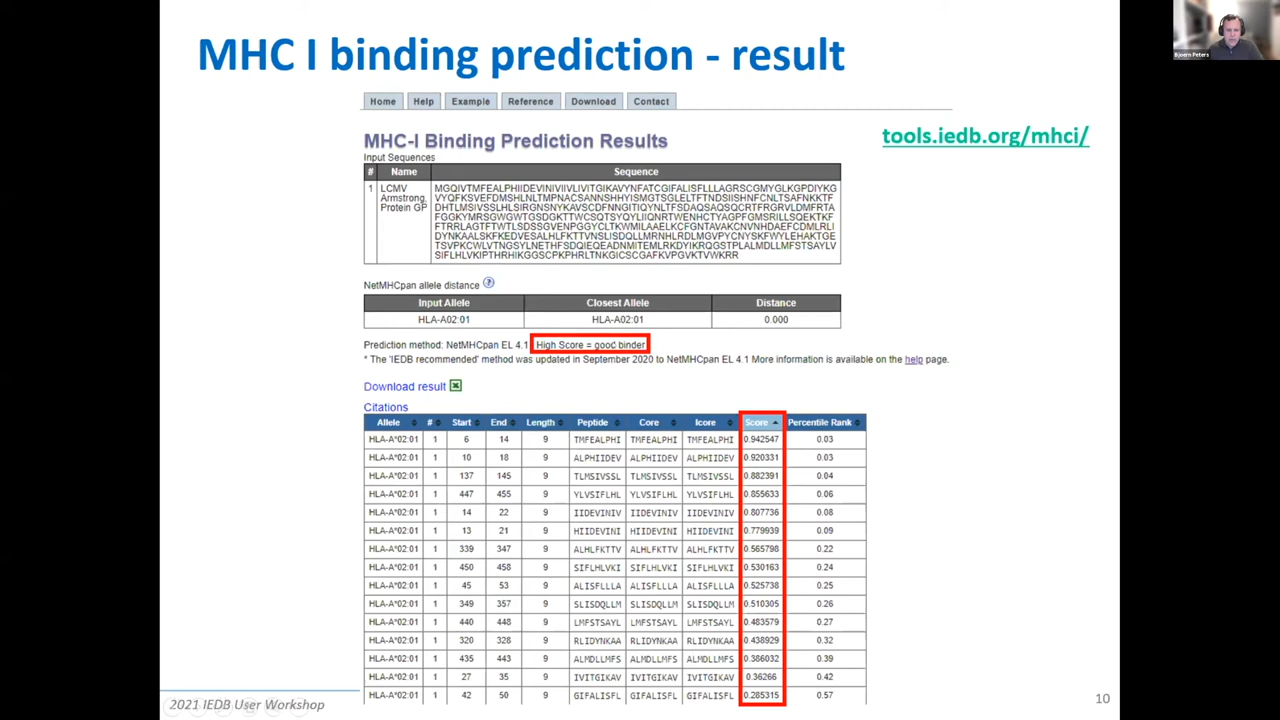 MHC I binding prediction - result
Bjoern Peters
Home Help Example Reference Download Contact
tools.iedb.org/mhci/
MHC-I Binding Prediction Results
Input Sequences
# Name Sequence
1 LCMV Armstrong, Protein GP
MGQIVTMFEALPHIIDEVINIVIIVLIVITGIKAVYNFATCGIFALISFLLLAGRSCGMYGLKGPDIYKG
VYQFKSVEFDMSHLNLTMPNACSANNSHHYISMGTSGLELTFTNDSIISHNFCNLTSAFNKKTF
DHTLMSIVSSLHLSIRGNSNYKAVSCDFNNGITIQYNLTFSDAQSAQSQCRTFRGRVLDMFRTA
FGGKYMRSGWGWTGSDGKTTWCSQTSYQYLIIQNRTWENHCTYAGPFGMSRILLSQEKTKF
FTRRLAGTFTWTLSDSSGVENPGGYCLTKWMILAAELKCFGNTAVAKCNVNHDAEFCDMLRLI
DYNKAALSKFKEDVESALHLFKTTVNSLISDQLLMRNHLRDLMGVPYCNYSKFWYLEHAKTGE
TSVPKCWLVTNGSYLNETHFSDQIEQEADNMITEMLRKDYIKRQGSTPLALMDLLMFSTSAYLV
SIFLHLVKIPTHRHIKGGSCPKPHRLTNKGICSCGAFKVPGVKTVWKRR
NetMHCpan allele distance ?
Input Allele Closest Allele Distance
HLA-A02:01 HLA-A02:01 0.000
Prediction method: NetMHCpan EL 4.1 High Score = good binder
* The 'IEDB recommended' method was updated in September 2020 to NetMHCpan EL 4.1 More information is available on the help page.
Download result
Citations
Allele # Start End Length Peptide Core Icore Score Percentile Rank
HLA-A*02:01 1 6 14 9 TMFEALPHI TMFEALPHI TMFEALPHI 0.942547 0.03
HLA-A*02:01 1 10 18 9 ALPHIIDEV ALPHIIDEV ALPHIIDEV 0.920331 0.03
HLA-A*02:01 1 137 145 9 TLMSIVSSL TLMSIVSSL TLMSIVSSL 0.882391 0.04
HLA-A*02:01 1 447 455 9 YLVSIFLHL YLVSIFLHL YLVSIFLHL 0.855633 0.06
HLA-A*02:01 1 14 22 9 IIDEVINIV IIDEVINIV IIDEVINIV 0.807736 0.08
HLA-A*02:01 1 13 21 9 HIIDEVINI HIIDEVINI HIIDEVINI 0.779939 0.09
HLA-A*02:01 1 339 347 9 ALHLFKTTV ALHLFKTTV ALHLFKTTV 0.565798 0.22
HLA-A*02:01 1 450 458 9 SIFLHLVKI SIFLHLVKI SIFLHLVKI 0.530163 0.24
HLA-A*02:01 1 45 53 9 ALISFLLLA ALISFLLLA ALISFLLLA 0.525738 0.25
HLA-A*02:01 1 349 357 9 SLISDQLLM SLISDQLLM SLISDQLLM 0.510305 0.26
HLA-A*02:01 1 440 448 9 LMFSTSAYL LMFSTSAYL LMFSTSAYL 0.483579 0.27
HLA-A*02:01 1 320 328 9 RLIDYNKAA RLIDYNKAA RLIDYNKAA 0.438929 0.32
HLA-A*02:01 1 435 443 9 ALMDLLMFS ALMDLLMFS ALMDLLMFS 0.386032 0.39
HLA-A*02:01 1 27 35 9 IVITGIKAV IVITGIKAV IVITGIKAV 0.36266 0.42
HLA-A*02:01 1 42 50 9 GIFALISFL GIFALISFL GIFALISFL 0.285315 0.57
2021 IEDB User Workshop
10